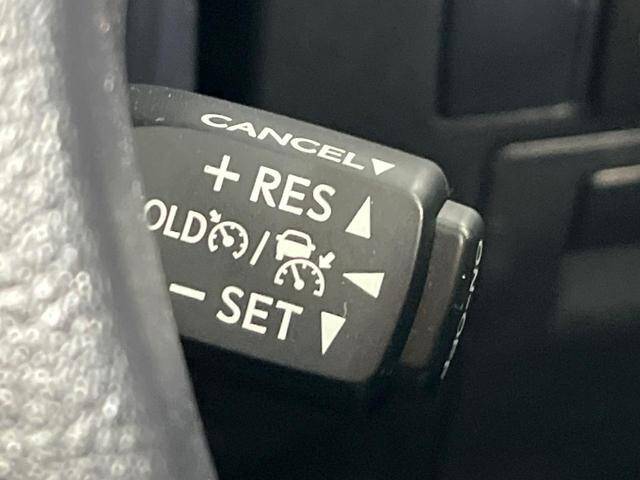 CANCEL▼
+ RES ▲
OLD / ◀
– SET ▼